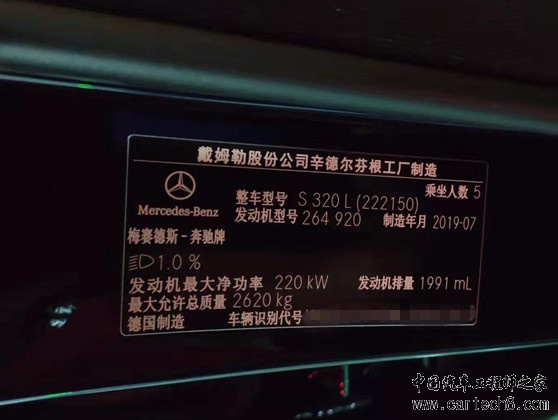 戴姆勒股份公司辛德尔芬根工厂制造
乘坐人数 5
整车型号 S 320 L (222150)
Mercedes-Benz
发动机型号 264 920 制造年月 2019-07
梅赛德斯-奔驰牌
1.0 %
发动机最大净功率 220 kW 发动机排量 1991 mL
最大允许总质量 2620 kg
德国制造 车辆识别代号
中国汽车工程师之家
www.cartech8.com